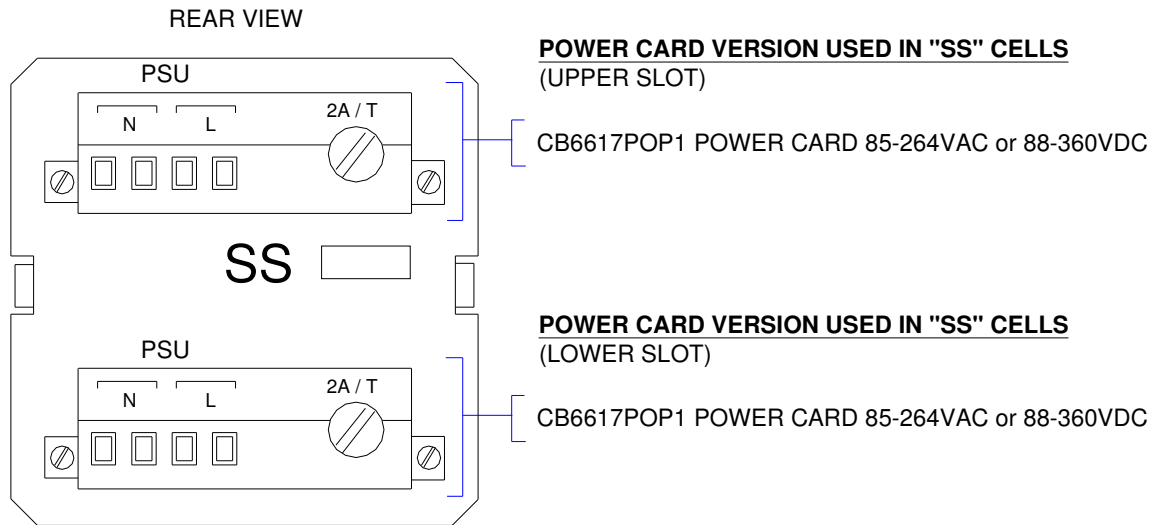 REAR VIEW
POWER CARD VERSION USED IN "SS" CELLS
(UPPER SLOT)
PSU
N L 2A / T
CB6617POP1 POWER CARD 85-264VAC or 88-360VDC
SS
POWER CARD VERSION USED IN "SS" CELLS
(LOWER SLOT)
PSU
N L 2A / T
CB6617POP1 POWER CARD 85-264VAC or 88-360VDC